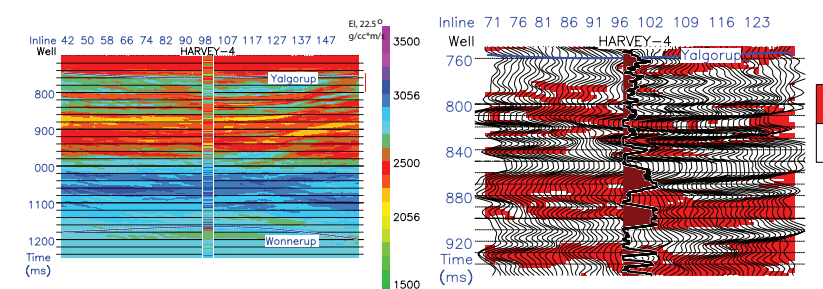 EI, 22.5°
g/cc*m/s
Inline 42 50 58 66 74 82 90 98 107 117 127 137 147
Well HARVEY-4
Yalgorup
800
900
000
1100
1200
Time
(ms)
Wonnerup
3500
3056
2500
2056
1500
Inline 71 76 81 86 91 96 102 109 116 123
Well HARVEY-4
Yalgorup
760
800
840
880
920
Time
(ms)